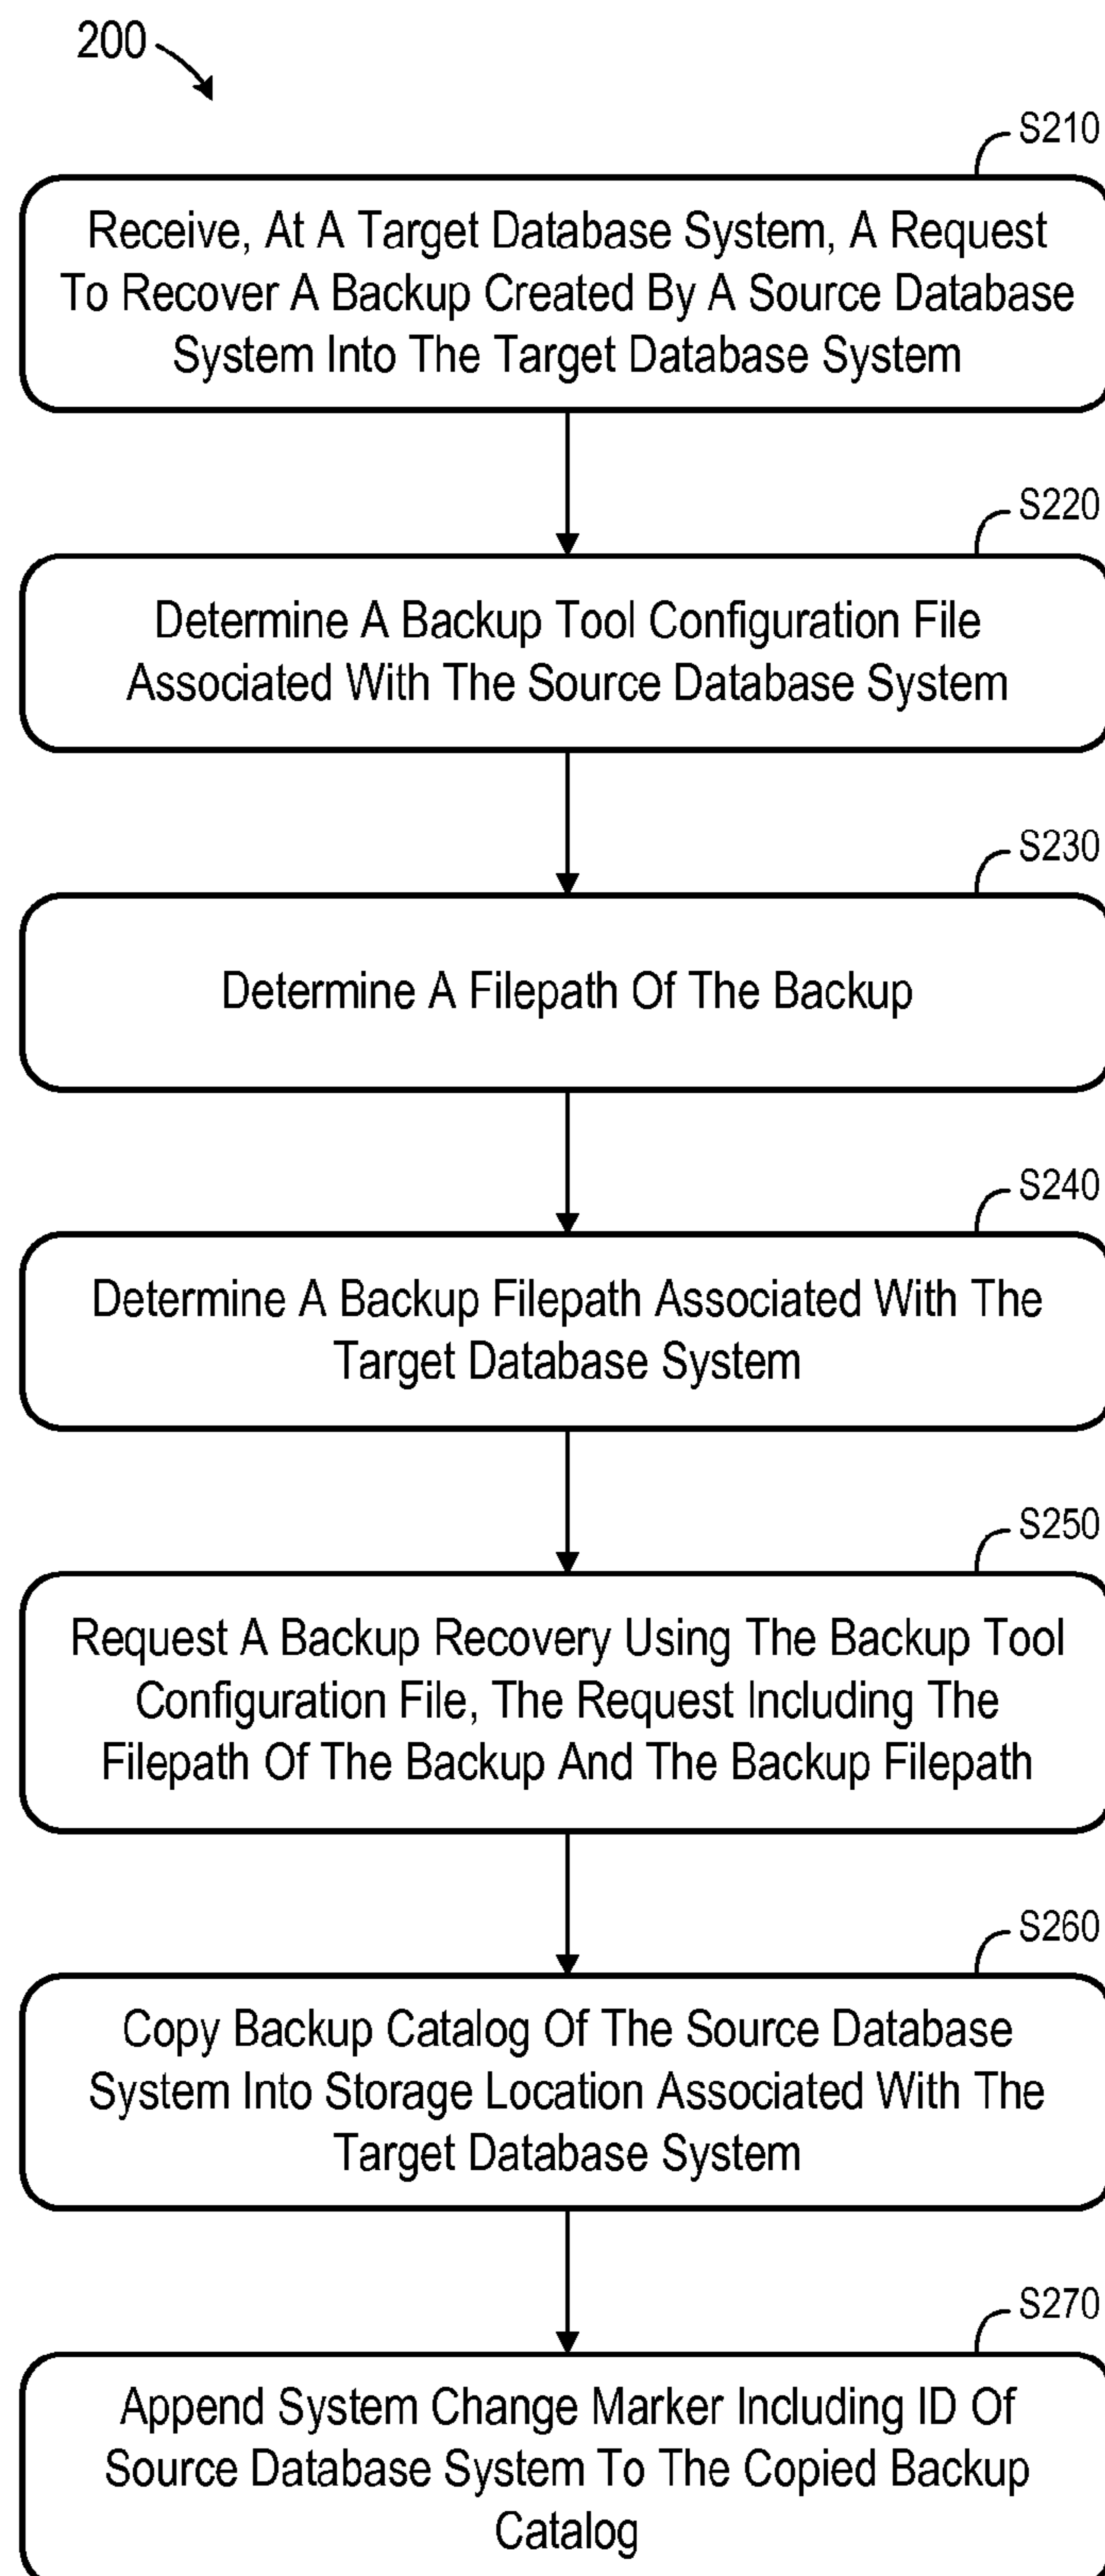 200
S210
Receive, At A Target Database System, A Request
To Recover A Backup Created By A Source Database
System Into The Target Database System
S220
Determine A Backup Tool Configuration File
Associated With The Source Database System
S230
Determine A Filepath Of The Backup
S240
Determine A Backup Filepath Associated With The
Target Database System
S250
Request A Backup Recovery Using The Backup Tool
Configuration File, The Request Including The
Filepath Of The Backup And The Backup Filepath
S260
Copy Backup Catalog Of The Source Database
System Into Storage Location Associated With The
Target Database System
S270
Append System Change Marker Including ID Of
Source Database System To The Copied Backup
Catalog